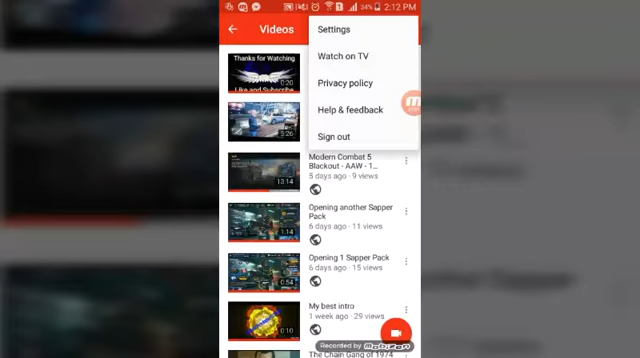 34% 2:12 PM
Videos
Settings
Watch on TV
Privacy policy
Help & feedback
Sign out
Thanks for Watching
0:20
Like and Subscribe
5:26
Modern Combat 5
Blackout - AAW - 1...
5 days ago · 9 views
13:14
Opening another Sapper
Pack
6 days ago · 11 views
1:14
Opening 1 Sapper Pack
6 days ago · 15 views
0:54
My best intro
1 week ago · 29 views
0:10
Recorded by Mobizen
The Chain Gang of 1974